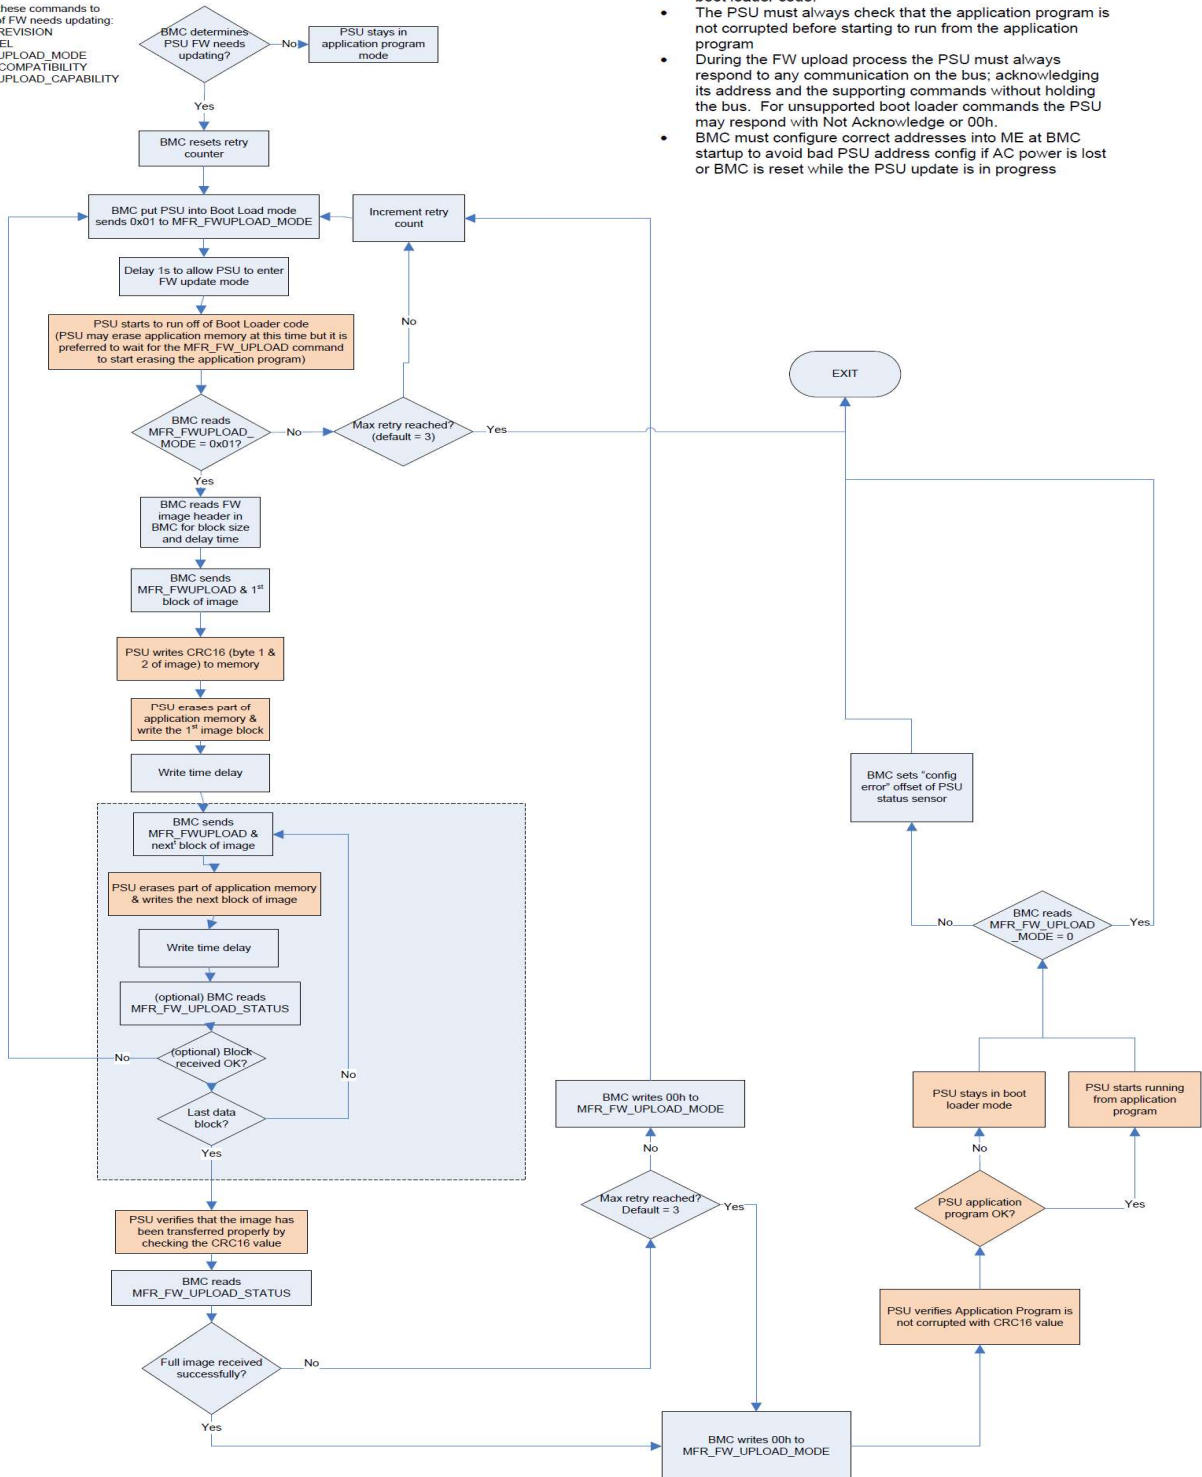 these commands to
of FW needs updating:
REVISION
EL
UPLOAD_MODE
COMPATIBILITY
UPLOAD_CAPABILITY
BMC determines
PSU FW needs
updating?
No
PSU stays in
application program
mode
boot loader code.
• The PSU must always check that the application program is
not corrupted before starting to run from the application
program
• During the FW upload process the PSU must always
respond to any communication on the bus; acknowledging
its address and the supporting commands without holding
the bus. For unsupported boot loader commands the PSU
may respond with Not Acknowledge or 00h.
• BMC must configure correct addresses into ME at BMC
startup to avoid bad PSU address config if AC power is lost
or BMC is reset while the PSU update is in progress
Yes
BMC resets retry
counter
BMC put PSU into Boot Load mode
sends 0x01 to MFR_FWUPLOAD_MODE
Increment retry
count
Delay 1s to allow PSU to enter
FW update mode
PSU starts to run off of Boot Loader code
(PSU may erase application memory at this time but it is
preferred to wait for the MFR_FW_UPLOAD command
to start erasing the application program)
No
EXIT
BMC reads
MFR_FWUPLOAD_
MODE = 0x01?
No
Max retry reached?
(default = 3)
Yes
Yes
BMC reads FW
image header in
BMC for block size
and delay time
BMC sends
MFR_FWUPLOAD & 1st
block of image
PSU writes CRC16 (byte 1 &
2 of image) to memory
PSU erases part of
application memory &
write the 1st image block
Write time delay
BMC sets "config
error" offset of PSU
status sensor
BMC sends
MFR_FWUPLOAD &
next block of image
PSU erases part of application memory
& writes the next block of image
Write time delay
No
BMC reads
MFR_FW_UPLOAD
_MODE = 0
Yes
(optional) BMC reads
MFR_FW_UPLOAD_STATUS
No
(optional) Block
received OK?
No
Last data
block?
Yes
BMC writes 00h to
MFR_FW_UPLOAD_MODE
PSU stays in boot
loader mode
PSU starts running
from application
program
No
No
Max retry reached?
Default = 3
Yes
PSU application
program OK?
Yes
PSU verifies that the image has
been transferred properly by
checking the CRC16 value
BMC reads
MFR_FW_UPLOAD_STATUS
PSU verifies Application Program is
not corrupted with CRC16 value
Full image received
successfully?
No
Yes
BMC writes 00h to
MFR_FW_UPLOAD_MODE